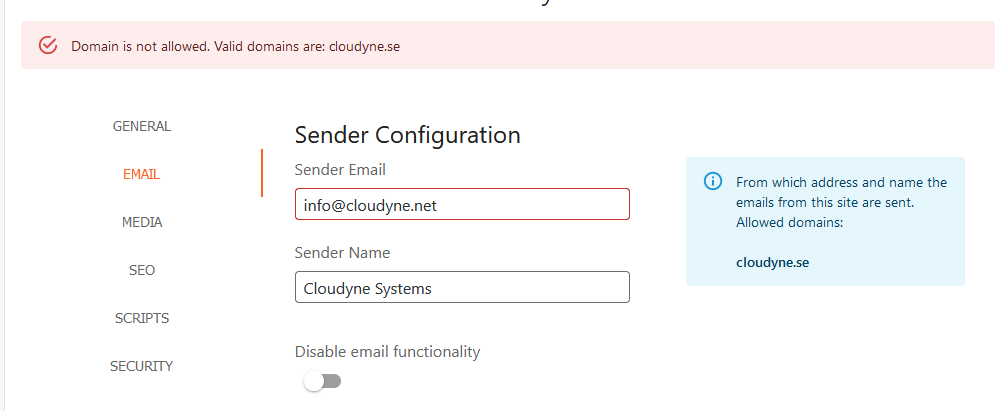 Domain is not allowed. Valid domains are: cloudyne.se
GENERAL
EMAIL
MEDIA
SEO
SCRIPTS
SECURITY
Sender Configuration
Sender Email
info@cloudyne.net
Sender Name
Cloudyne Systems
Disable email functionality
From which address and name the
emails from this site are sent.
Allowed domains:
cloudyne.se